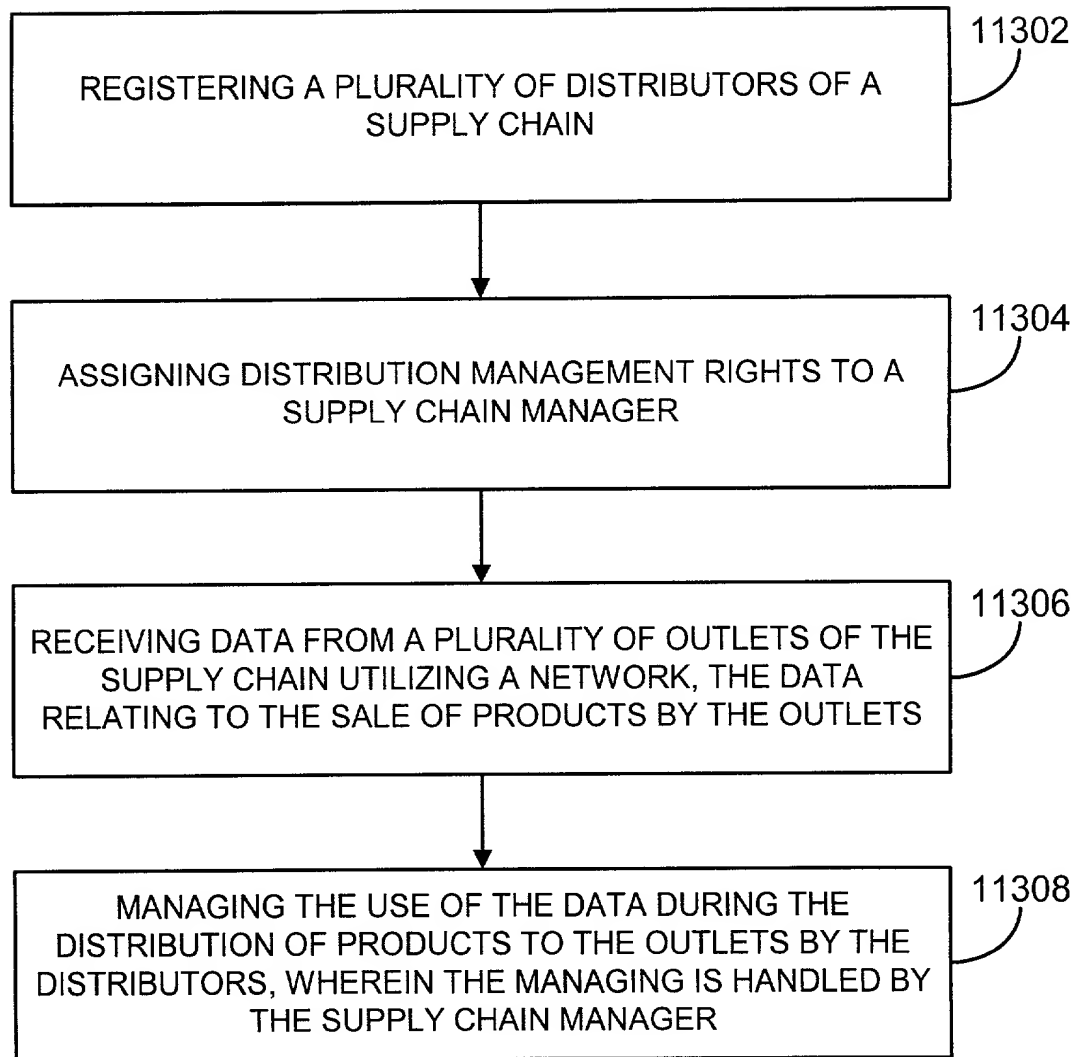 11302
REGISTERING A PLURALITY OF DISTRIBUTORS OF A
SUPPLY CHAIN
11304
ASSIGNING DISTRIBUTION MANAGEMENT RIGHTS TO A
SUPPLY CHAIN MANAGER
11306
RECEIVING DATA FROM A PLURALITY OF OUTLETS OF THE
SUPPLY CHAIN UTILIZING A NETWORK, THE DATA
RELATING TO THE SALE OF PRODUCTS BY THE OUTLETS
11308
MANAGING THE USE OF THE DATA DURING THE
DISTRIBUTION OF PRODUCTS TO THE OUTLETS BY THE
DISTRIBUTORS, WHEREIN THE MANAGING IS HANDLED BY
THE SUPPLY CHAIN MANAGER